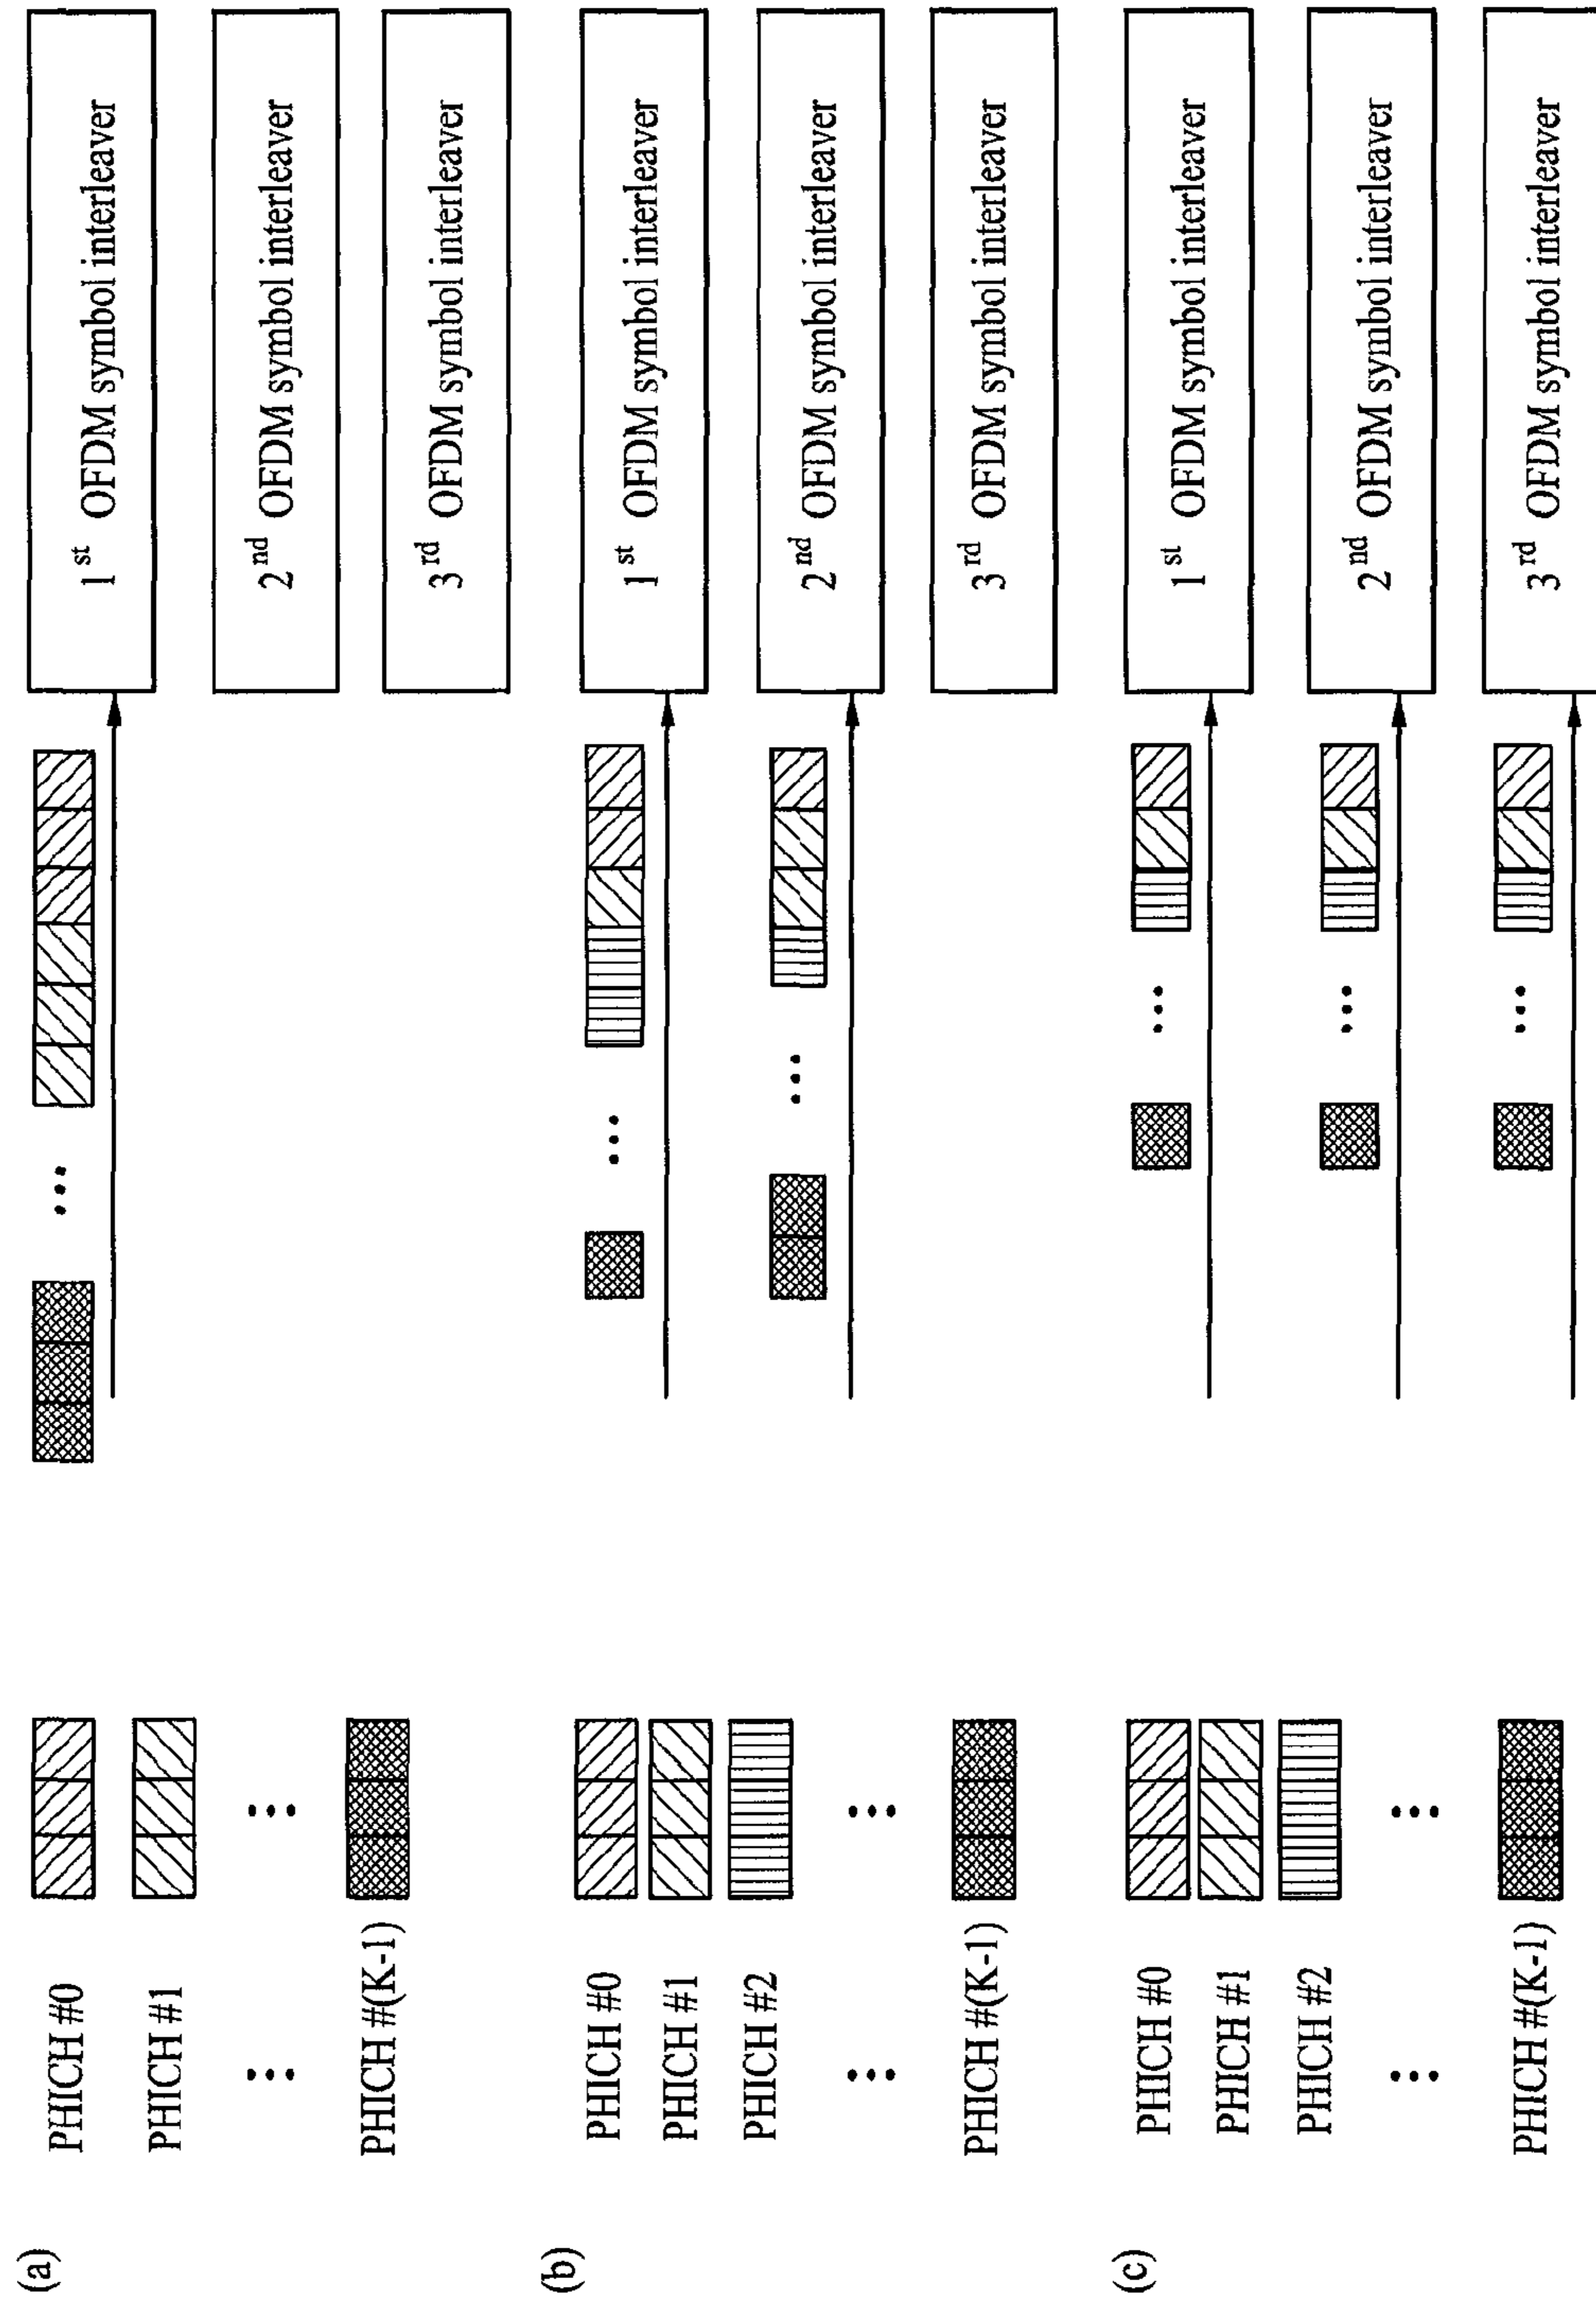 (a)
PHICH #0
PHICH #1
PHICH #(K-1)
1st OFDM symbol interleaver
2nd OFDM symbol interleaver
3rd OFDM symbol interleaver
(b)
PHICH #0
PHICH #1
PHICH #2
PHICH #(K-1)
1st OFDM symbol interleaver
2nd OFDM symbol interleaver
3rd OFDM symbol interleaver
(c)
PHICH #0
PHICH #1
PHICH #2
PHICH #(K-1)
1st OFDM symbol interleaver
2nd OFDM symbol interleaver
3rd OFDM symbol interleaver